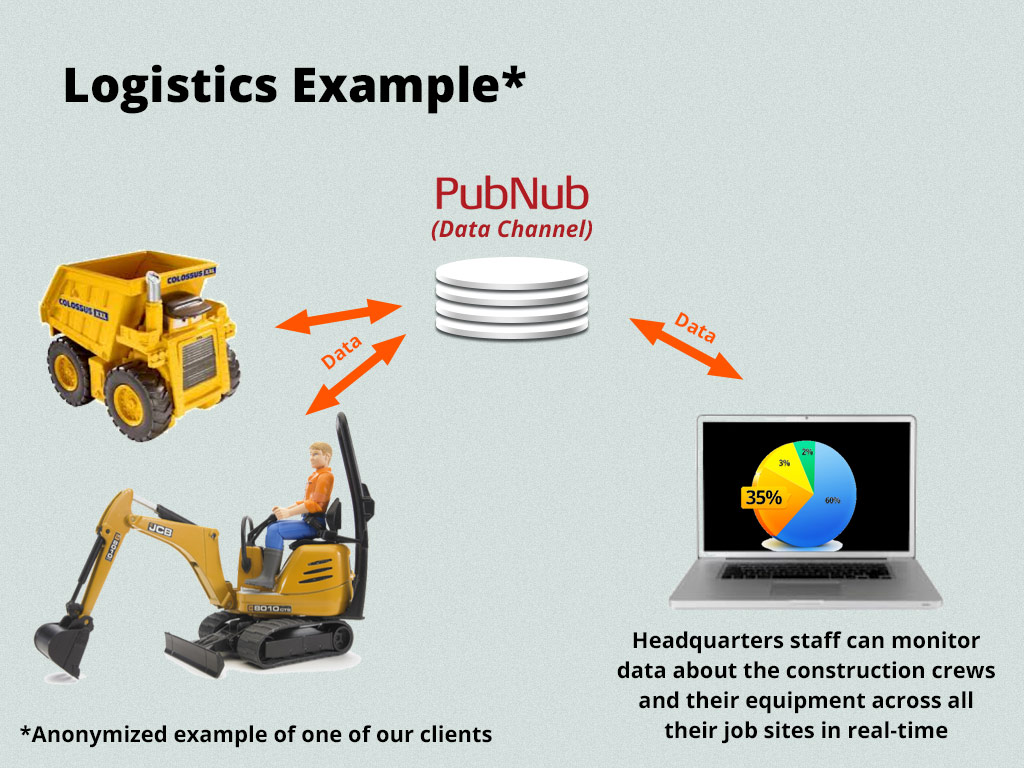 Logistics Example*
PubNub
(Data Channel)
COLOSSUS XXL
COLOSSUS XXL
Data
Data
JCB
8010 CTS
2%
3%
35%
60%
Headquarters staff can monitor
data about the construction crews
and their equipment across all
their job sites in real-time
*Anonymized example of one of our clients